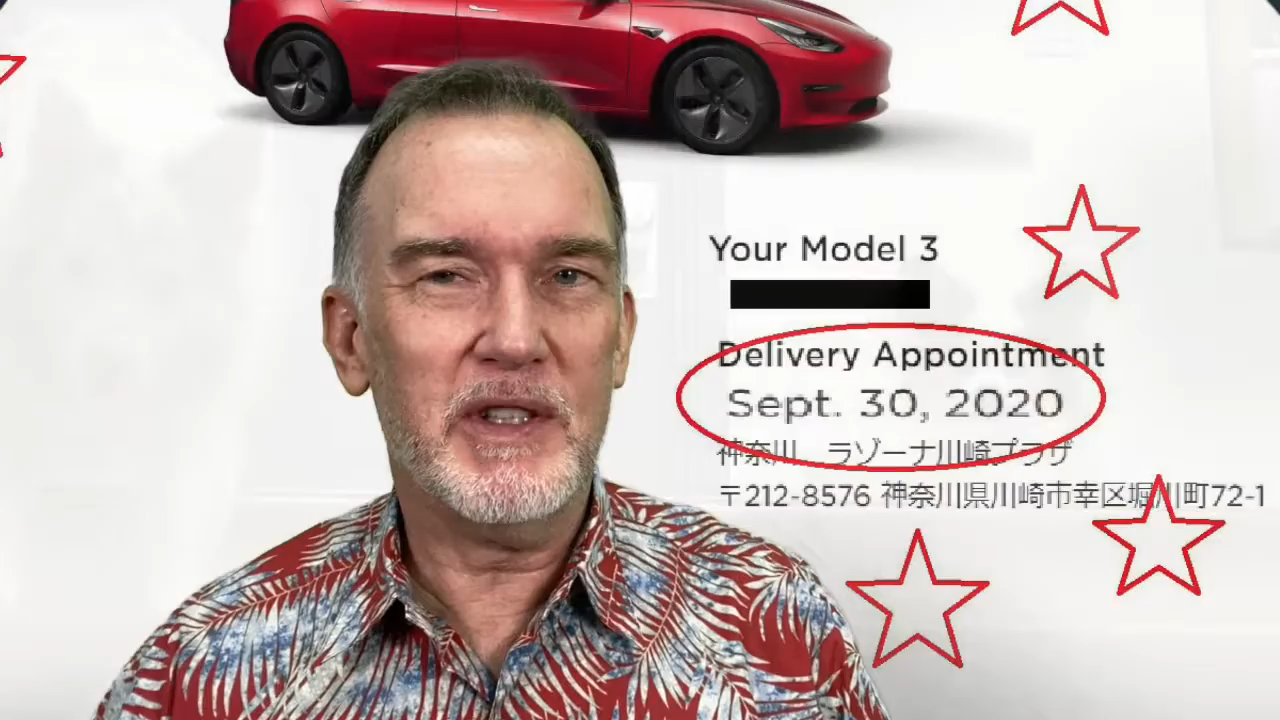 Your Model 3
Delivery Appointment
Sept. 30, 2020
神奈川、ラゾーナ川崎プラザ
〒212-8576 神奈川県川崎市幸区堀川町72-1